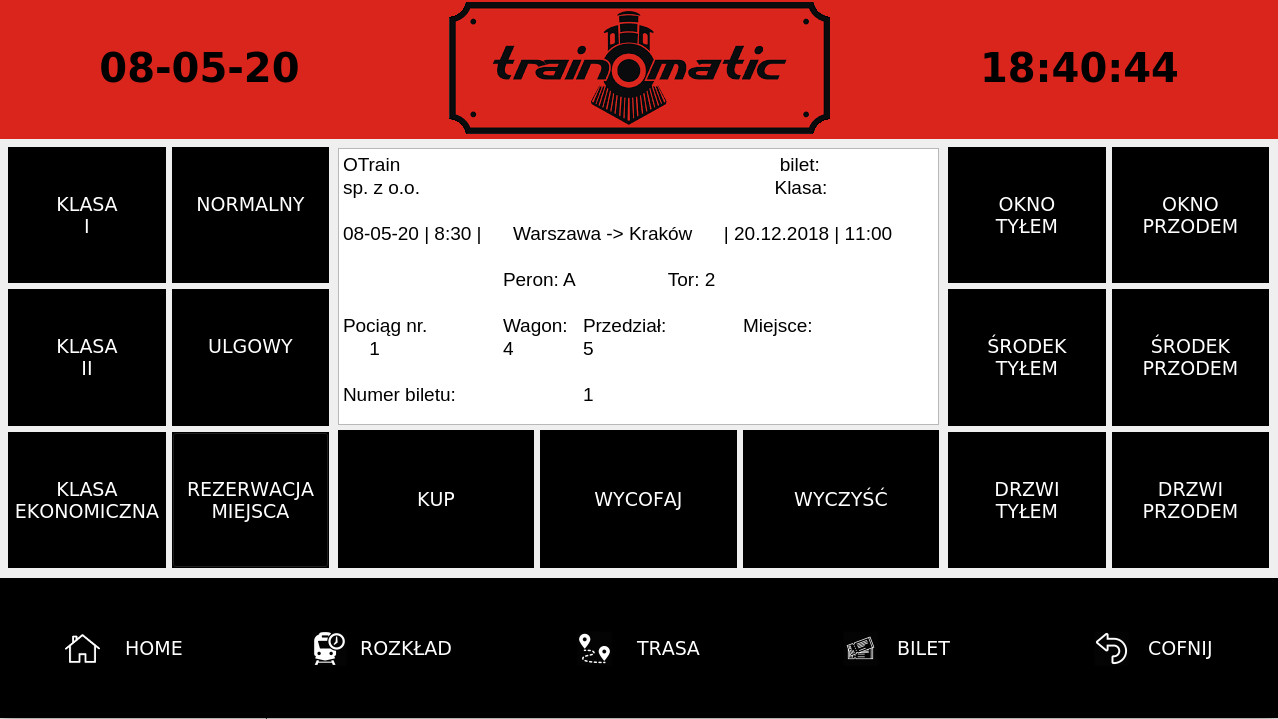 08-05-20
train matic
18:40:44
KLASA
I
NORMALNY
KLASA
II
ULGOWY
KLASA
EKONOMICZNA
REZERWACJA
MIEJSCA
OTrain bilet:
sp. z o.o. Klasa:
08-05-20 | 8:30 | Warszawa -> Kraków | 20.12.2018 | 11:00
Peron: A Tor: 2
Pociąg nr. Wagon: Przedział: Miejsce:
1 4 5
Numer biletu: 1
KUP
WYCOFAJ
WYCZYŚĆ
OKNO
TYŁEM
OKNO
PRZODEM
ŚRODEK
TYŁEM
ŚRODEK
PRZODEM
DRZWI
TYŁEM
DRZWI
PRZODEM
HOME
ROZKŁAD
TRASA
BILET
COFNIJ